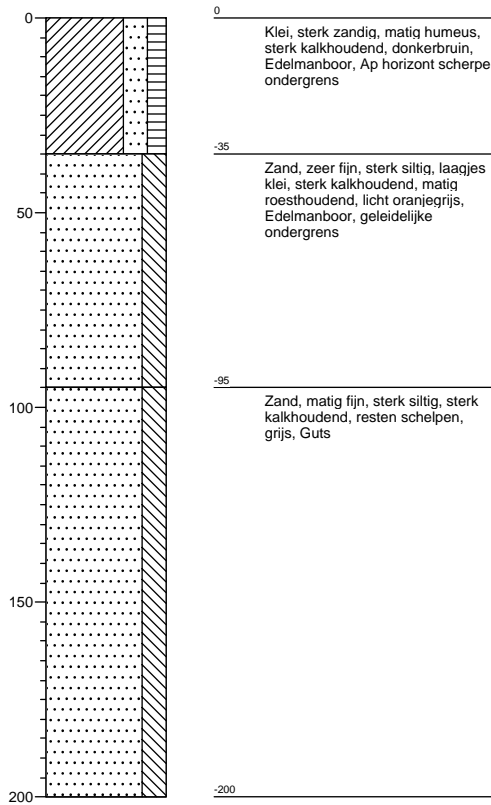 0
0
Klei, sterk zandig, matig humeus,
sterk kalkhoudend, donkerbruin,
Edelmanboor, Ap horizont scherpe
ondergrens
-35
Zand, zeer fijn, sterk siltig, laagjes
klei, sterk kalkhoudend, matig
roesthoudend, licht oranjegrijs,
Edelmanboor, geleidelijke
ondergrens
50
-95
Zand, matig fijn, sterk siltig, sterk
kalkhoudend, resten schelpen,
grijs, Guts
100
150
200
-200